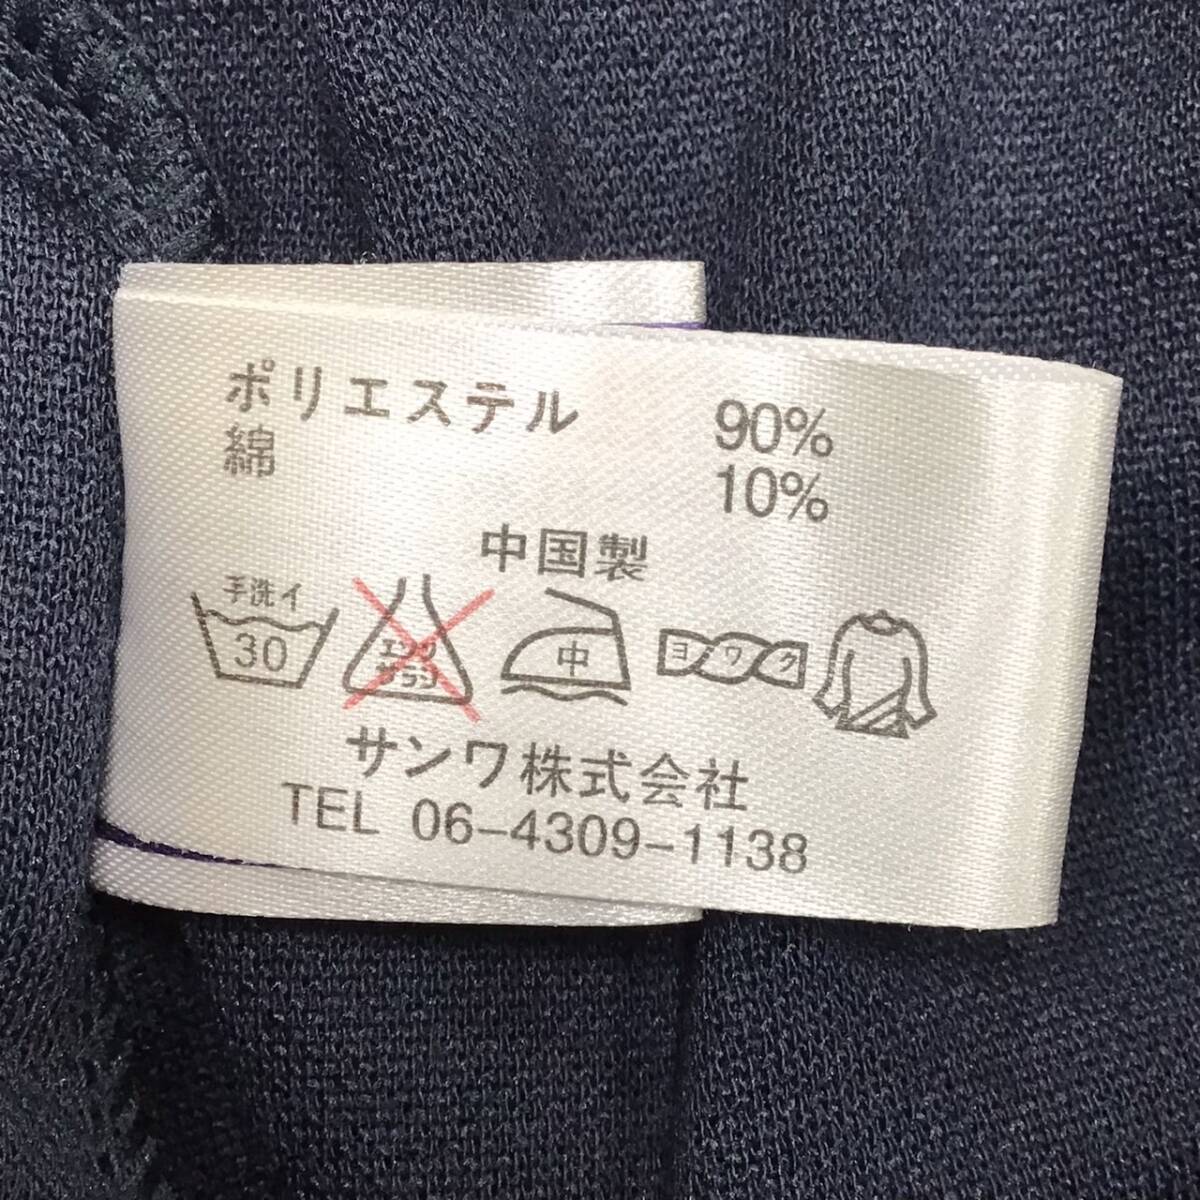 ポリエステル 90%
綿 10%
中国製
手洗イ 30 エンソ サラシ 中 ヨワク
サンワ株式会社
TEL 06-4309-1138